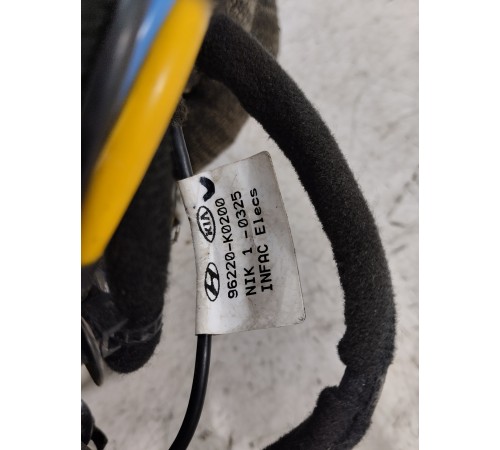 KIA
96220-K0200
NIK 1 -0325
INFAC Elecs